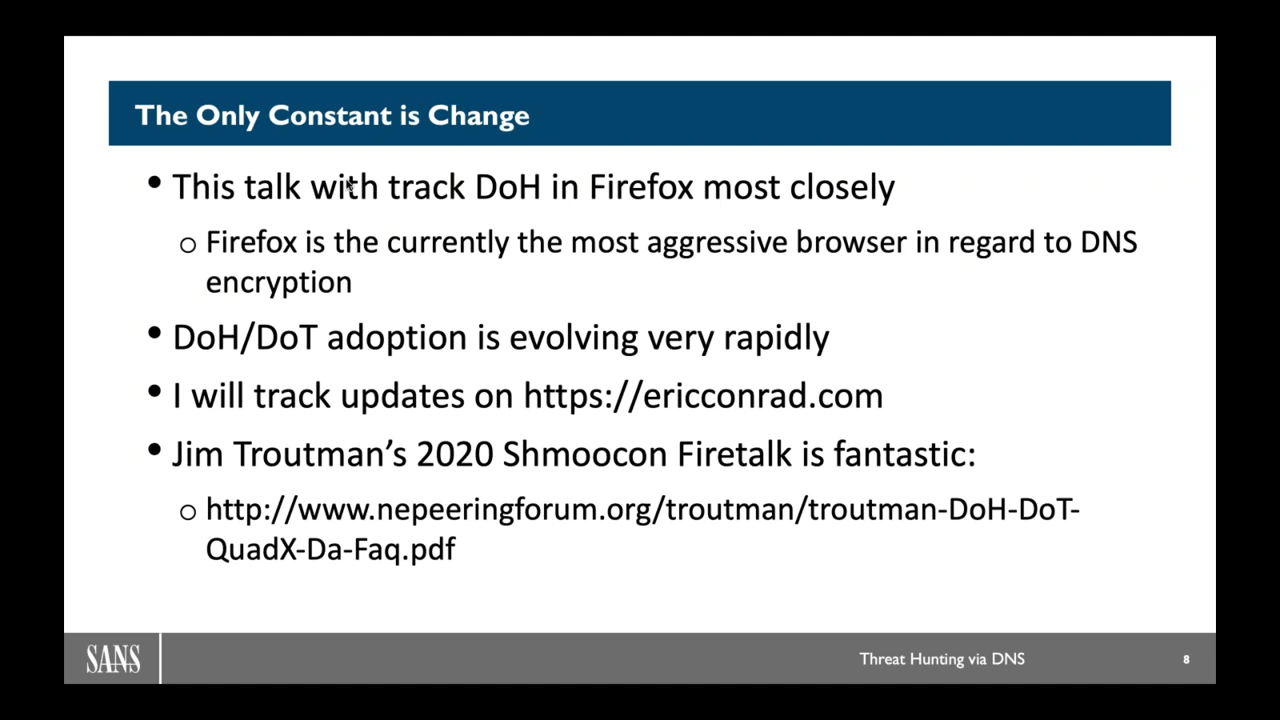 The Only Constant is Change
• This talk with track DoH in Firefox most closely
o Firefox is the currently the most aggressive browser in regard to DNS
encryption
• DoH/DoT adoption is evolving very rapidly
• I will track updates on https://ericconrad.com
• Jim Troutman’s 2020 Shmoocon Firetalk is fantastic:
o http://www.nepeeringforum.org/troutman/troutman-DoH-DoT-
QuadX-Da-Faq.pdf
SANS
Threat Hunting via DNS
8